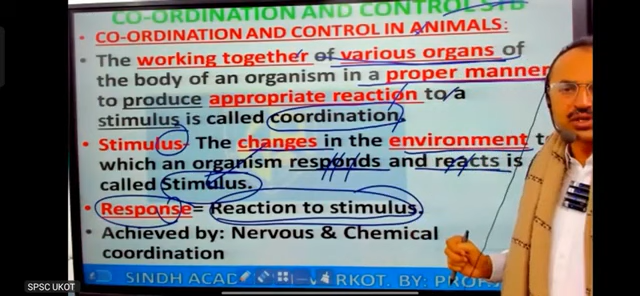 CO-ORDINATION AND CONTROL STD
• CO-ORDINATION AND CONTROL IN ANIMALS:
• The working together of various organs of
the body of an organism in a proper manner
to produce appropriate reaction to a
stimulus is called coordination.
• Stimulus- The changes in the environment
which an organism responds and reacts is
called Stimulus.
• Response= Reaction to stimulus.
• Achieved by: Nervous & Chemical
coordination
SINDH ACAD RKOT. BY: PROF.
SPSC UKOT